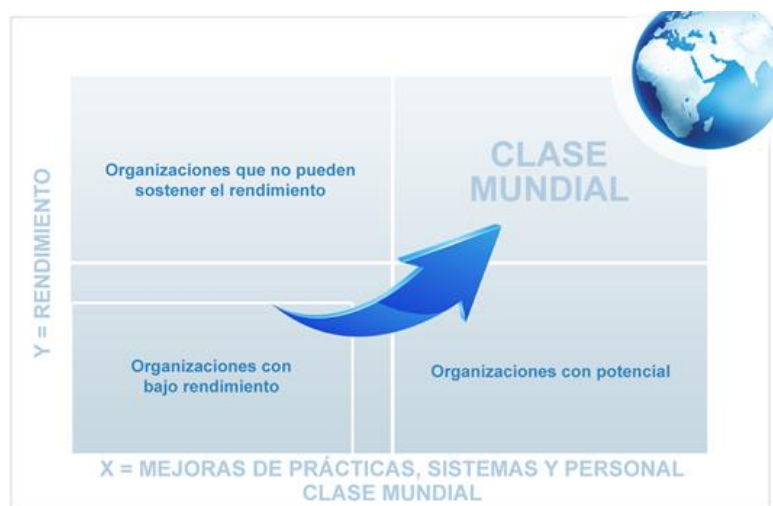 Organizaciones que no pueden
sostener el rendimiento
CLASE
MUNDIAL
Y = RENDIMIENTO
Organizaciones con
bajo rendimiento
Organizaciones con potencial
X = MEJORAS DE PRÁCTICAS, SISTEMAS Y PERSONAL
CLASE MUNDIAL